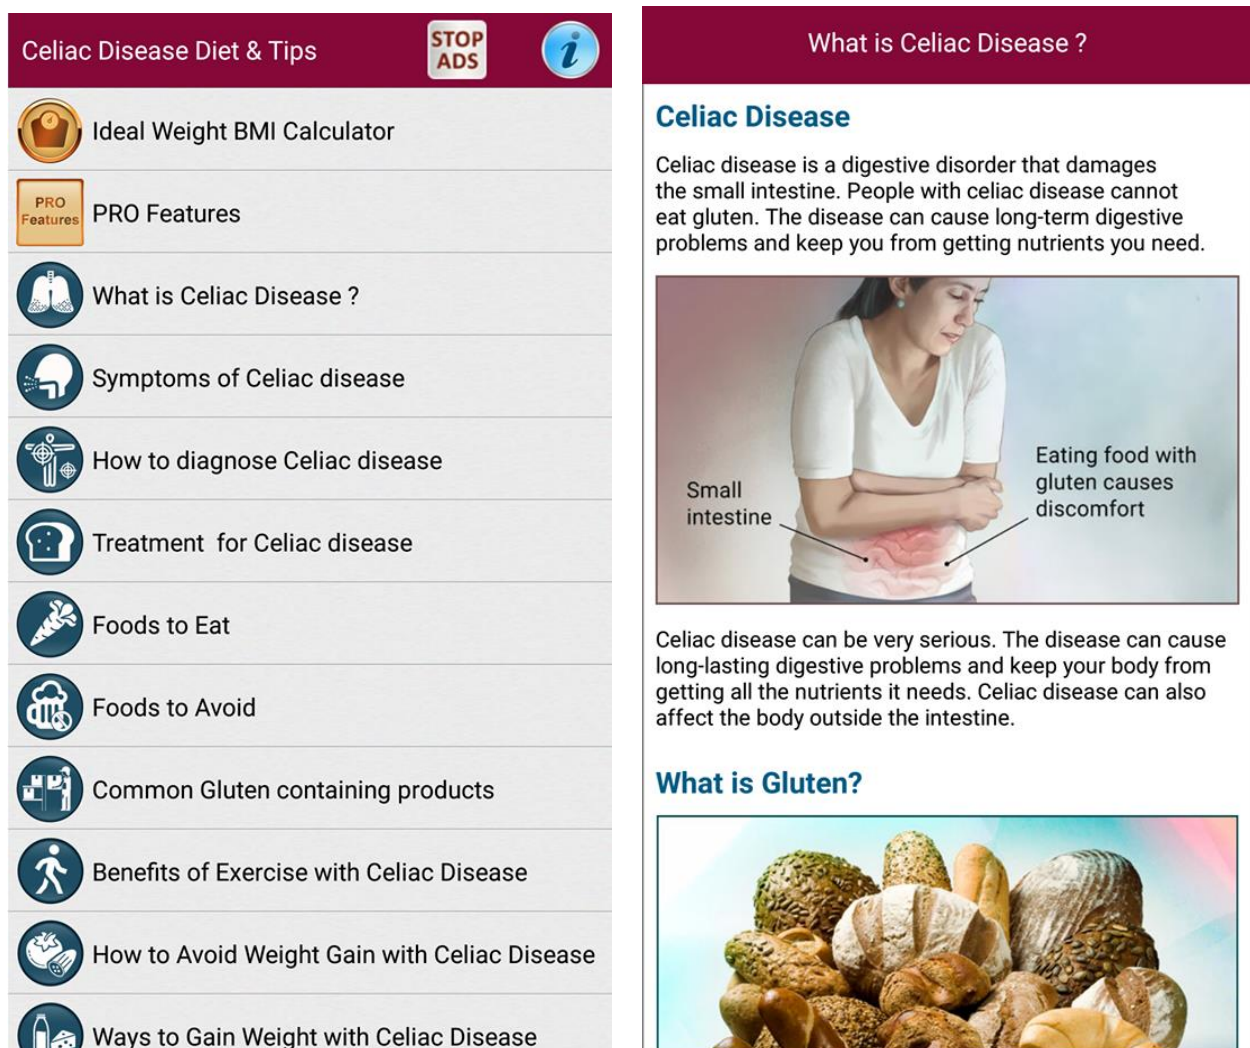 Celiac Disease Diet & Tips
STOP
ADS
i
Ideal Weight BMI Calculator
PRO
Features
PRO Features
What is Celiac Disease ?
Symptoms of Celiac disease
How to diagnose Celiac disease
Treatment  for Celiac disease
Foods to Eat
Foods to Avoid
Common Gluten containing products
Benefits of Exercise with Celiac Disease
How to Avoid Weight Gain with Celiac Disease
Ways to Gain Weight with Celiac Disease
What is Celiac Disease ?
Celiac Disease
Celiac disease is a digestive disorder that damages
the small intestine. People with celiac disease cannot
eat gluten. The disease can cause long-term digestive
problems and keep you from getting nutrients you need.
Small
intestine
Eating food with
gluten causes
discomfort
Celiac disease can be very serious. The disease can cause
long-lasting digestive problems and keep your body from
getting all the nutrients it needs. Celiac disease can also
affect the body outside the intestine.
What is Gluten?